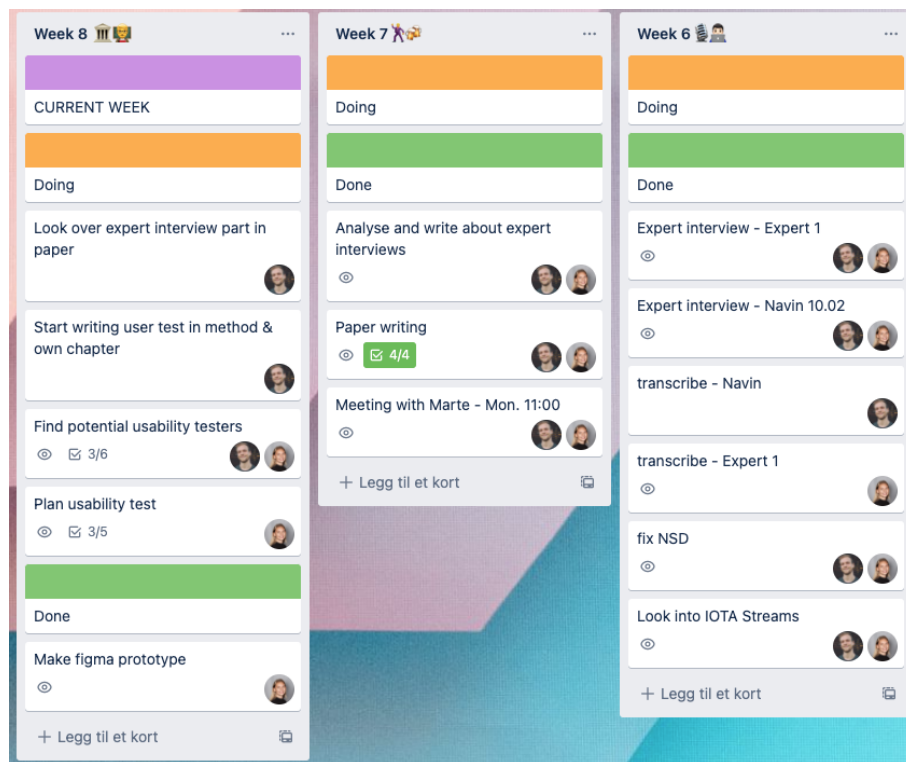 Week 8 🏛️👩‍🏫
CURRENT WEEK
Doing
Look over expert interview part in
paper
Start writing user test in method &
own chapter
Find potential usability testers
3/6
Plan usability test
3/5
Done
Make figma prototype
+ Legg til et kort
Week 7 🕺🍻
Doing
Done
Analyse and write about expert
interviews
Paper writing
4/4
Meeting with Marte - Mon. 11:00
+ Legg til et kort
Week 6 🎙️👨🏻‍💻
Doing
Done
Expert interview - Expert 1
Expert interview - Navin 10.02
transcribe - Navin
transcribe - Expert 1
fix NSD
Look into IOTA Streams
+ Legg til et kort